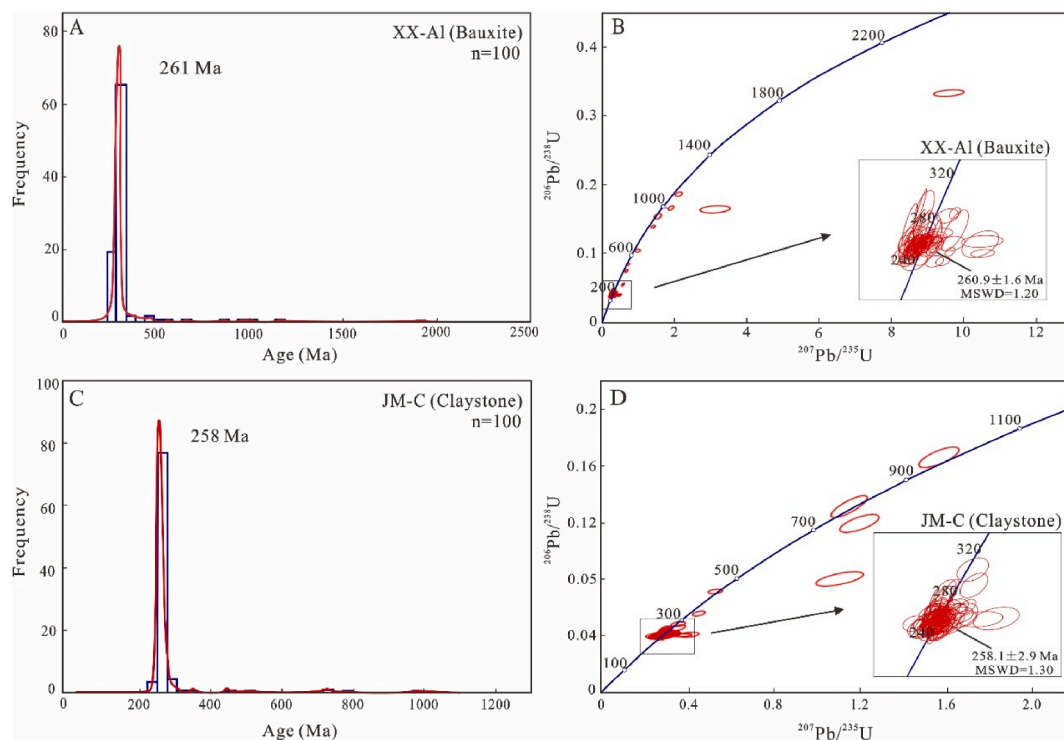 A
XX-Al (Bauxite)
n=100
261 Ma
Frequency
80
60
40
20
0
0
500
1000
1500
2000
2500
Age (Ma)
B
²⁰⁶Pb/²³⁸U
0.4
0.3
0.2
0.1
0
0
2
4
6
8
10
12
²⁰⁷Pb/²³⁵U
200
600
1000
1400
1800
2200
XX-Al (Bauxite)
320
280
240
260.9±1.6 Ma
MSWD=1.20
C
JM-C (Claystone)
n=100
258 Ma
Frequency
100
80
60
40
20
0
0
200
400
600
800
1000
1200
Age (Ma)
D
²⁰⁶Pb/²³⁸U
0.2
0.16
0.12
0.05
0.04
0
0
0.4
0.8
1.2
1.6
2.0
²⁰⁷Pb/²³⁵U
100
300
500
700
900
1100
JM-C (Claystone)
320
280
240
258.1±2.9 Ma
MSWD=1.30